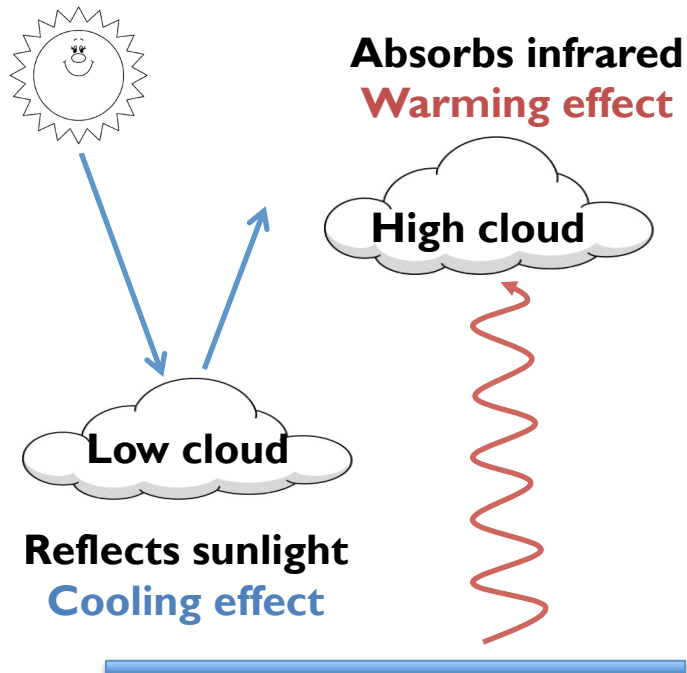 Absorbs infrared
Warming effect
High cloud
Low cloud
Reflects sunlight
Cooling effect